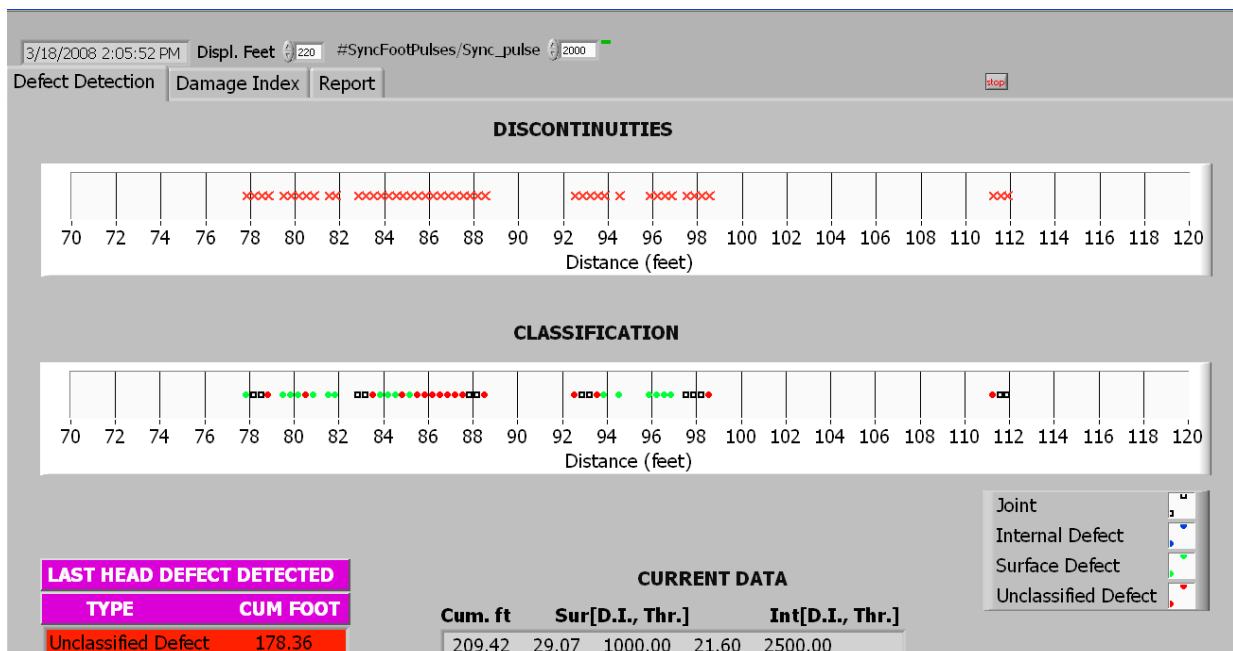 3/18/2008 2:05:52 PM Displ. Feet 220 #SyncFootPulses/Sync_pulse 2000
Defect Detection Damage Index Report stop
DISCONTINUITIES
70 72 74 76 78 80 82 84 86 88 90 92 94 96 98 100 102 104 106 108 110 112 114 116 118 120
Distance (feet)
CLASSIFICATION
70 72 74 76 78 80 82 84 86 88 90 92 94 96 98 100 102 104 106 108 110 112 114 116 118 120
Distance (feet)
Joint
Internal Defect
Surface Defect
Unclassified Defect
LAST HEAD DEFECT DETECTED
TYPE CUM FOOT
Unclassified Defect 178.36
CURRENT DATA
Cum. ft Sur[D.I., Thr.] Int[D.I., Thr.]
209.42 29.07 1000.00 21.60 2500.00